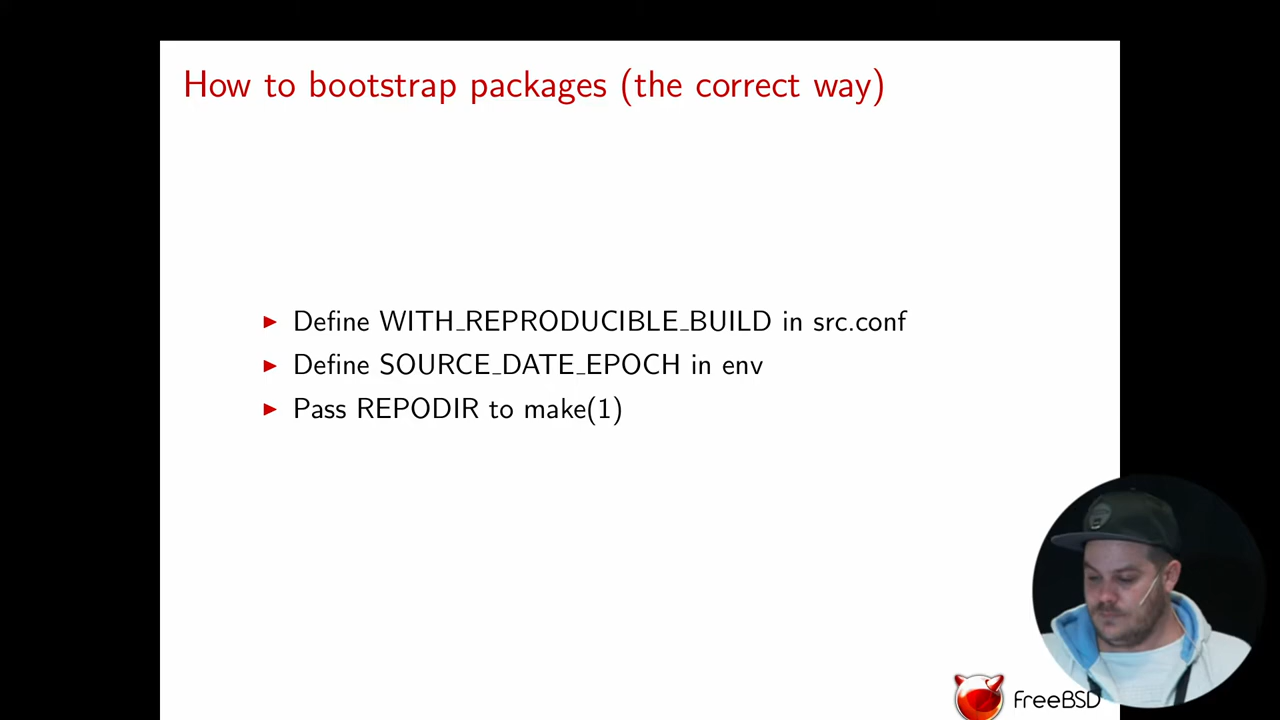 How to bootstrap packages (the correct way)
▶ Define WITH_REPRODUCIBLE_BUILD in src.conf
▶ Define SOURCE_DATE_EPOCH in env
▶ Pass REPODIR to make(1)
FreeBSD